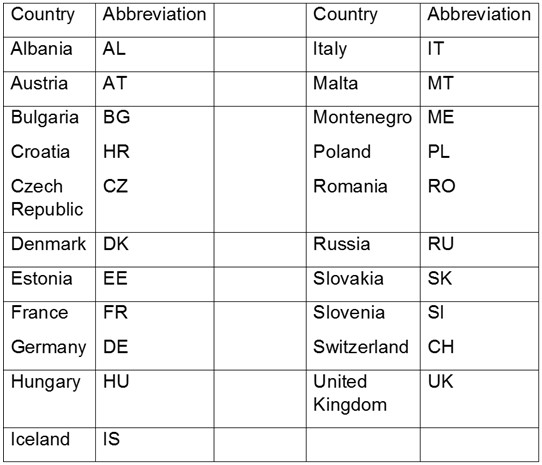 Country Abbreviation Country Abbreviation
Albania AL Italy IT
Austria AT Malta MT
Bulgaria BG Montenegro ME
Croatia HR Poland PL
Czech CZ Romania RO
Republic
Denmark DK Russia RU
Estonia EE Slovakia SK
France FR Slovenia SI
Germany DE Switzerland CH
Hungary HU United UK
Kingdom
Iceland IS